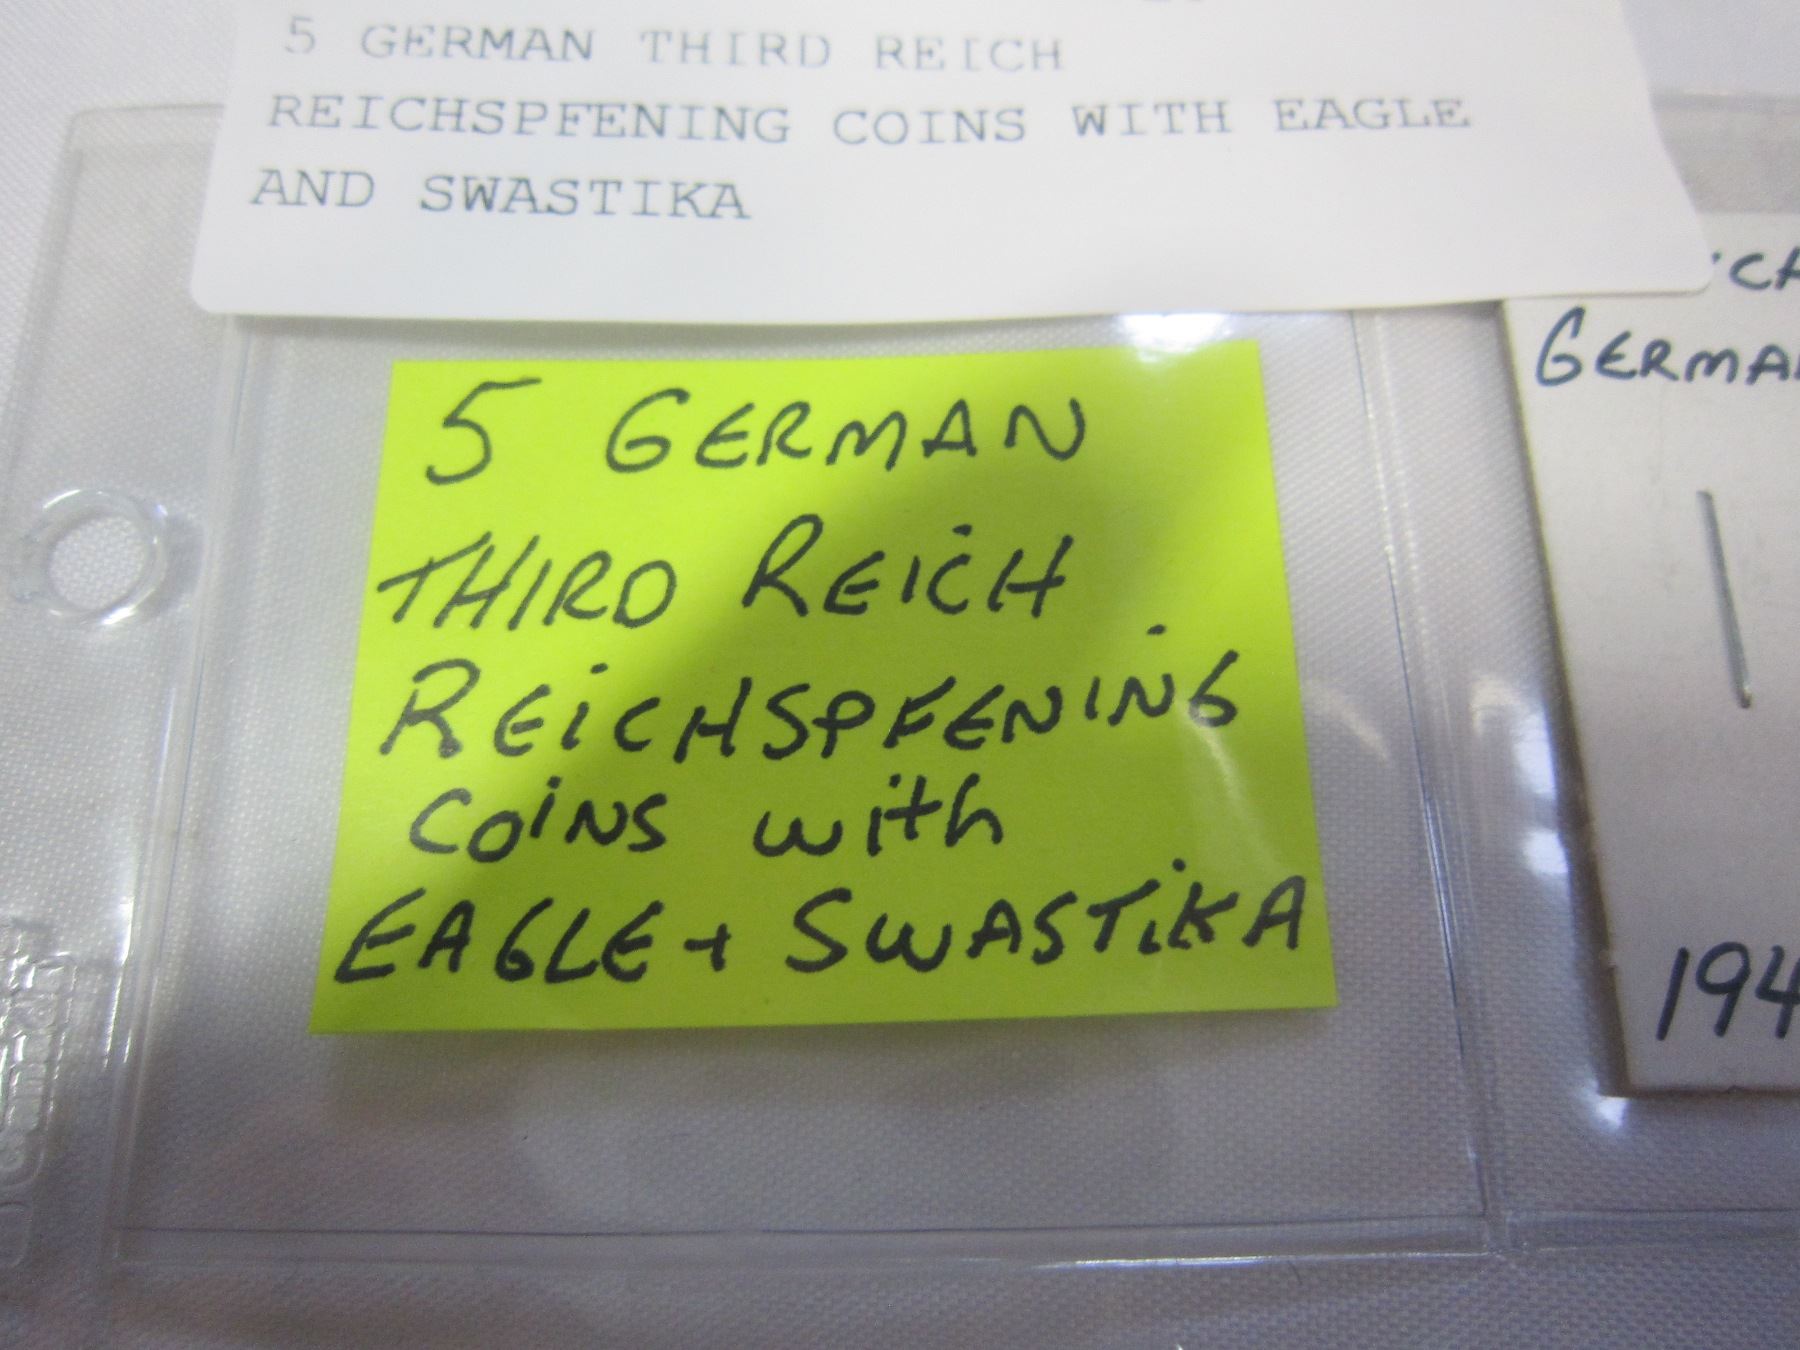 5 GERMAN THIRD REICH
REICHSPFENING COINS WITH EAGLE
AND SWASTIKA
5 GERMAN
THIRD REICH
REICHSPFENING
COINS with
EAGLE + SWASTIKA
GERMA
194